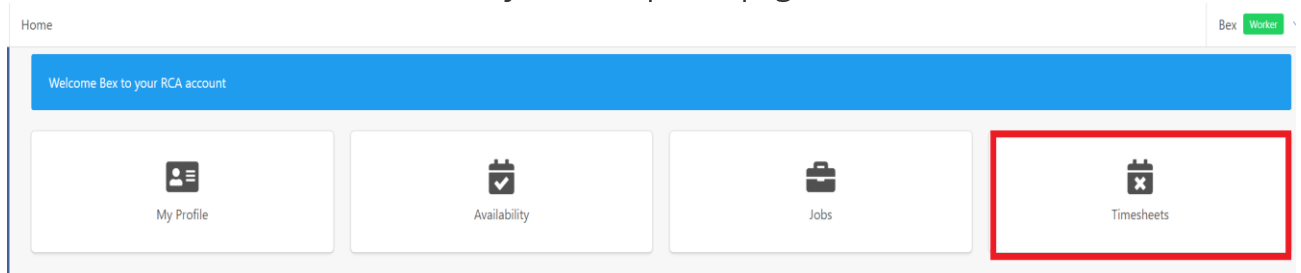 Home
Bex Worker
Welcome Bex to your RCA account
My Profile
Availability
Jobs
Timesheets